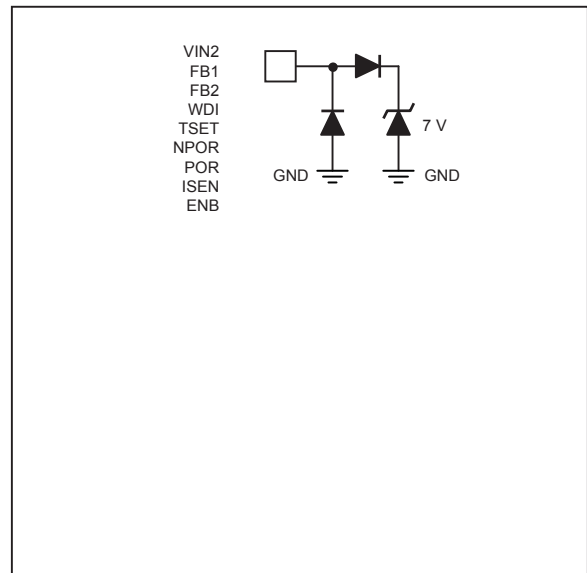 VIN2
FB1
FB2
WDI
TSET
NPOR
POR
ISEN
ENB
7 V
GND
GND